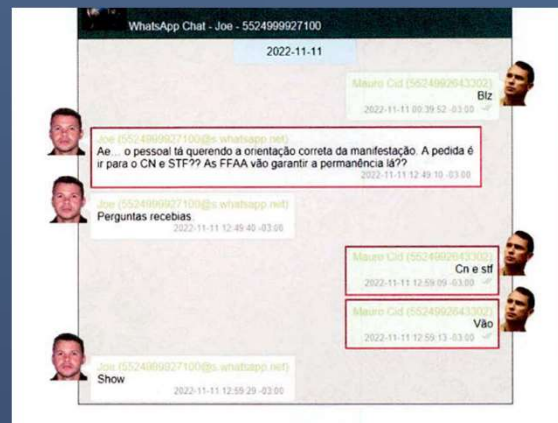 WhatsApp Chat - Joe - 5524999927100
2022-11-11
Mauro Cid (5524992643302)
Blz
2022-11-11 00:39:52 -03:00
Joe (5524999927100@s.whatsapp.net)
Ae... o pessoal tá querendo a orientação correta da manifestação. A pedida é
ir para o CN e STF?? As FFAA vão garantir a permanência lá??
2022-11-11 12:49:10 -03:00
Joe (5524999927100@s.whatsapp.net)
Perguntas recebias.
2022-11-11 12:49:40 -03:00
Mauro Cid (5524992643302)
Cn e stf
2022-11-11 12:59:09 -03:00
Mauro Cid (5524992643302)
Vão
2022-11-11 12:59:13 -03:00
Joe (5524999927100@s.whatsapp.net)
Show
2022-11-11 12:59:29 -03:00